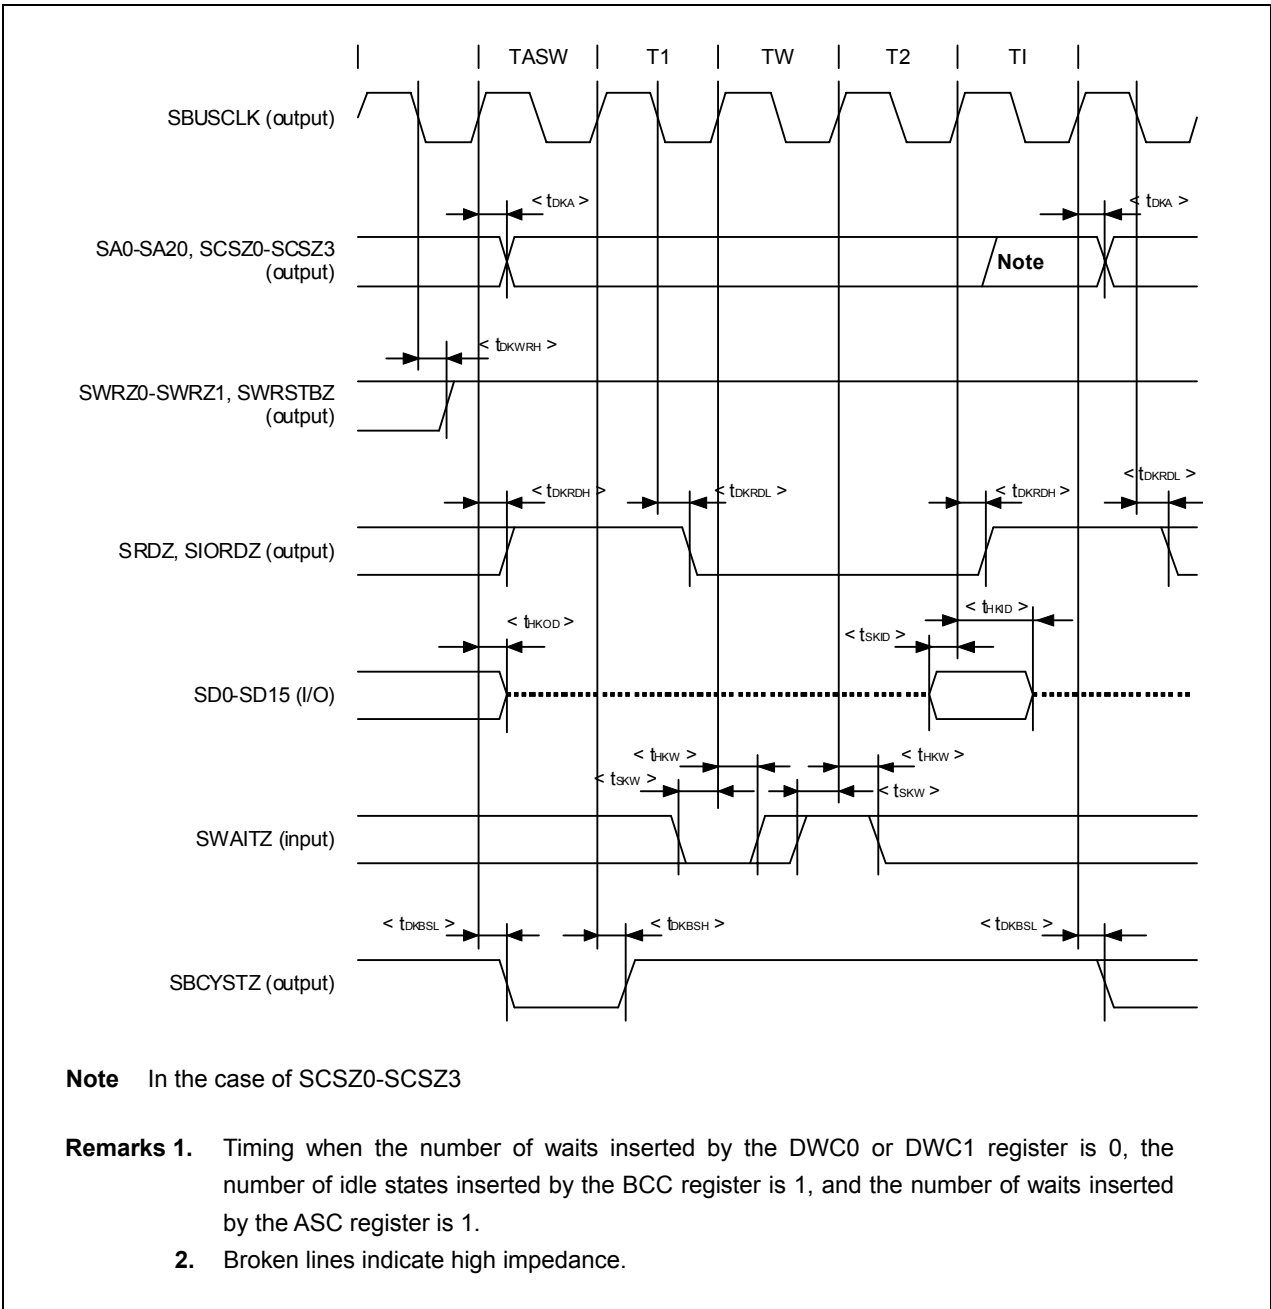 TASW T1 TW T2 TI
SBUSCLK (output)
< tDKA > < tDKA >
SA0-SA20, SCSZ0-SCSZ3
(output)
Note
< tDKWRH >
SWRZ0-SWRZ1, SWRSTBZ
(output)
< tDKRDH > < tDKRDL > < tDKRDH > < tDKRDL >
SRDZ, SIORDZ (output)
< tHKOD > < tSKID > < tHKID >
SD0-SD15 (I/O)
< tHKW > < tHKW >
< tSKW > < tSKW >
SWAITZ (input)
< tDKBSL > < tDKBSH > < tDKBSL >
SBCYSTZ (output)
Note In the case of SCSZ0-SCSZ3
Remarks 1. Timing when the number of waits inserted by the DWC0 or DWC1 register is 0, the
number of idle states inserted by the BCC register is 1, and the number of waits inserted
by the ASC register is 1.
2. Broken lines indicate high impedance.